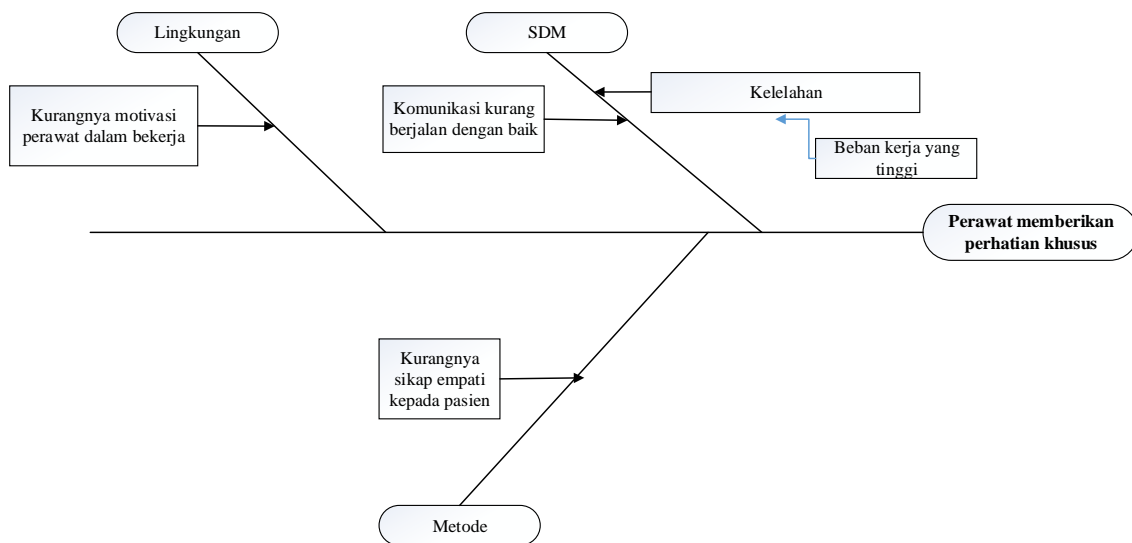 Lingkungan
SDM
Kurangnya motivasi
perawat dalam bekerja
Komunikasi kurang
berjalan dengan baik
Kelelahan
Beban kerja yang
tinggi
Perawat memberikan
perhatian khusus
Kurangnya
sikap empati
kepada pasien
Metode